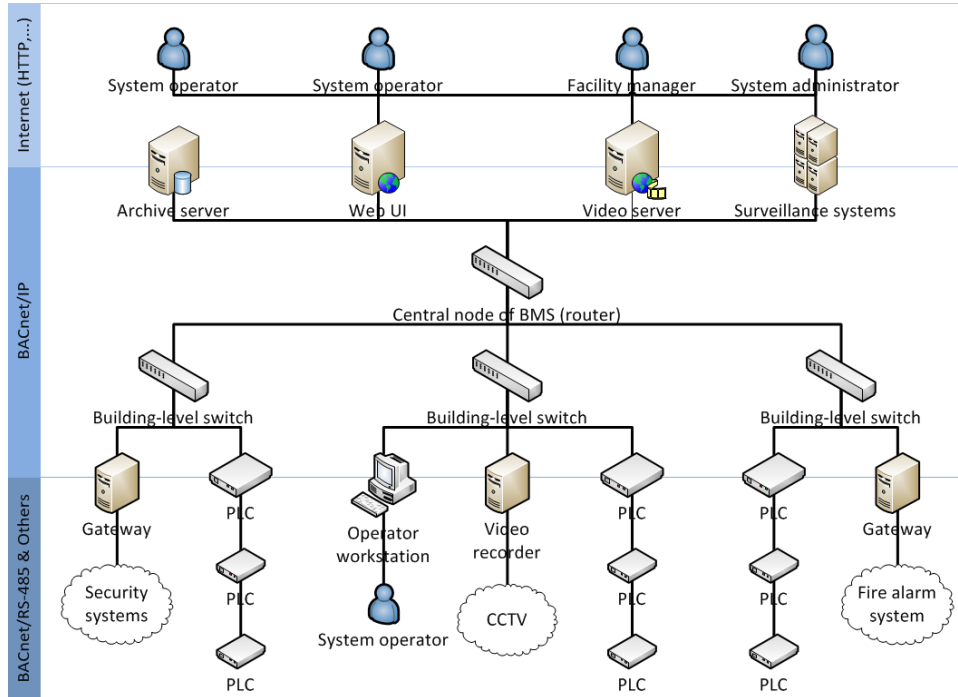 Internet (HTTP,...)
System operator
System operator
Facility manager
System administrator
Archive server
Web UI
Video server
Surveillance systems
BACnet/IP
Central node of BMS (router)
Building-level switch
Building-level switch
Building-level switch
BACnet/RS-485 & Others
Gateway
PLC
Operator
workstation
Video
recorder
PLC
PLC
Gateway
Security
systems
PLC
System operator
CCTV
PLC
PLC
Fire alarm
system
PLC
PLC
PLC